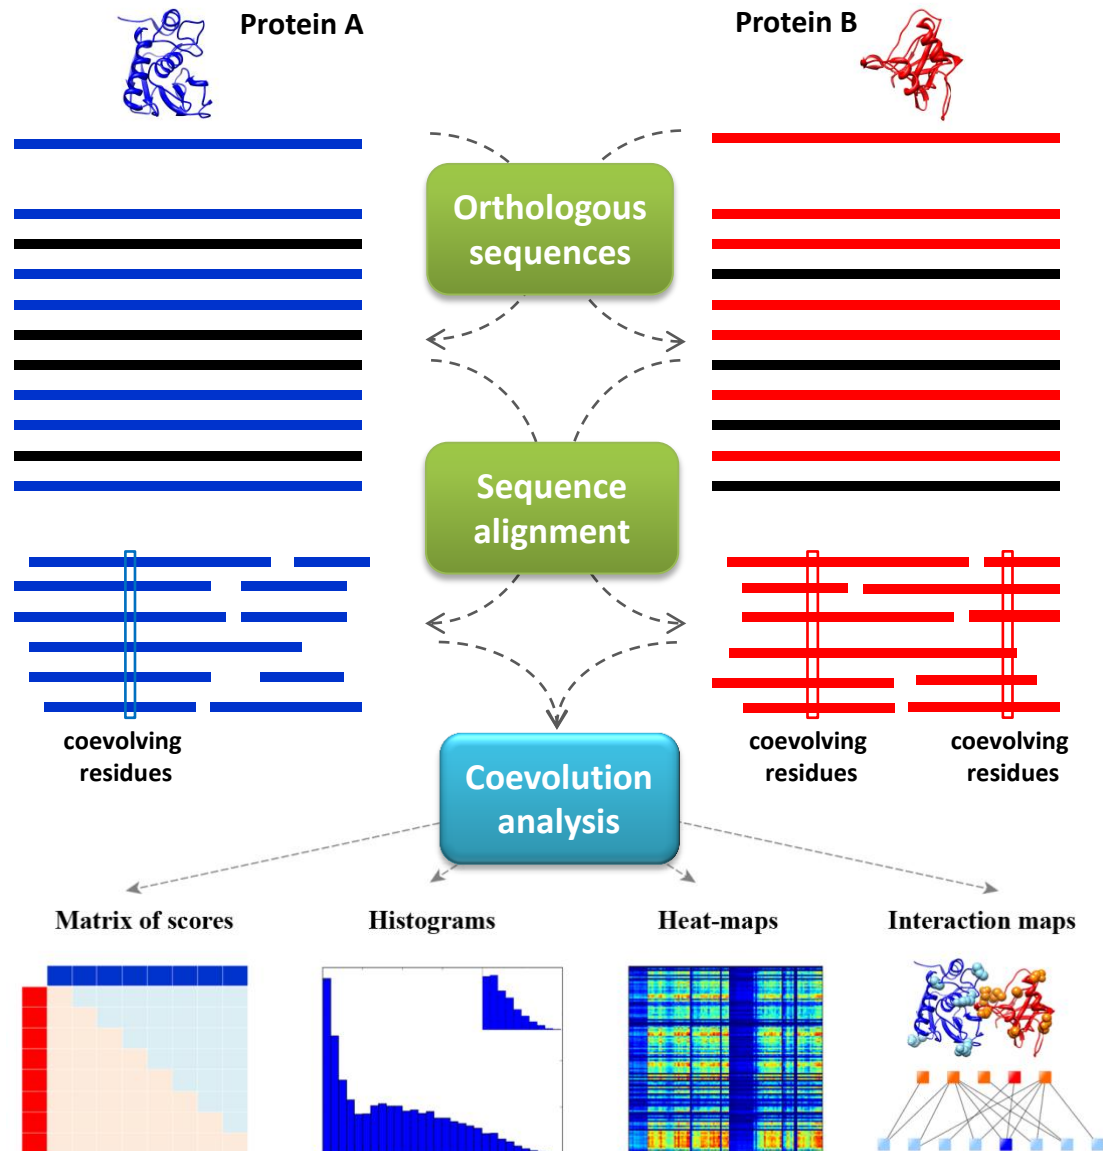 Protein A
Protein B
Orthologous
sequences
Sequence
alignment
coevolving
residues
coevolving
residues
coevolving
residues
Coevolution
analysis
Matrix of scores
Histograms
Heat-maps
Interaction maps